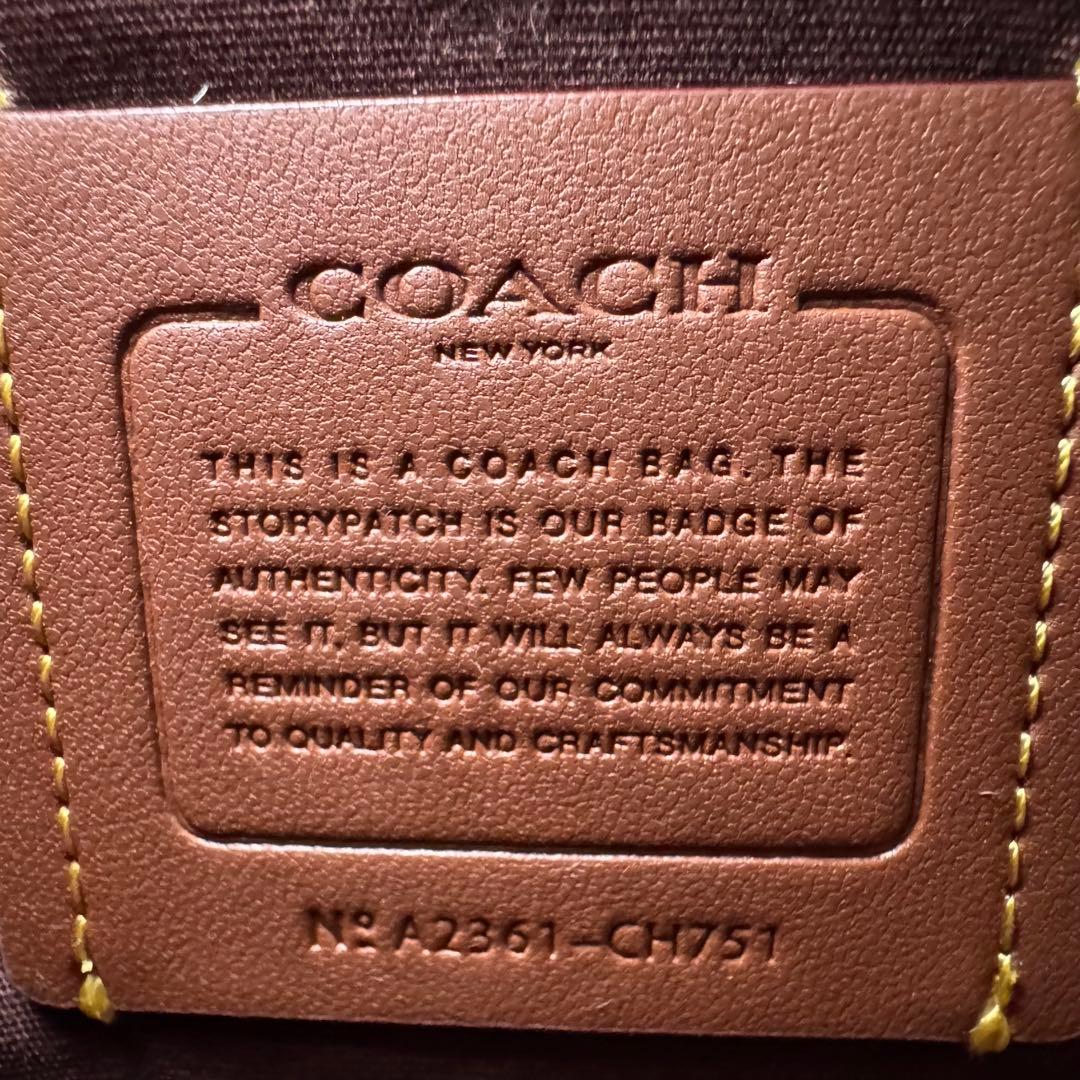 COACH
NEW YORK
THIS IS A COACH BAG. THE
STORYPATCH IS OUR BADGE OF
AUTHENTICITY. FEW PEOPLE MAY
SEE IT, BUT IT WILL ALWAYS BE A
REMINDER OF OUR COMMITMENT
TO QUALITY AND CRAFTSMANSHIP.
Nº A2361-CH751